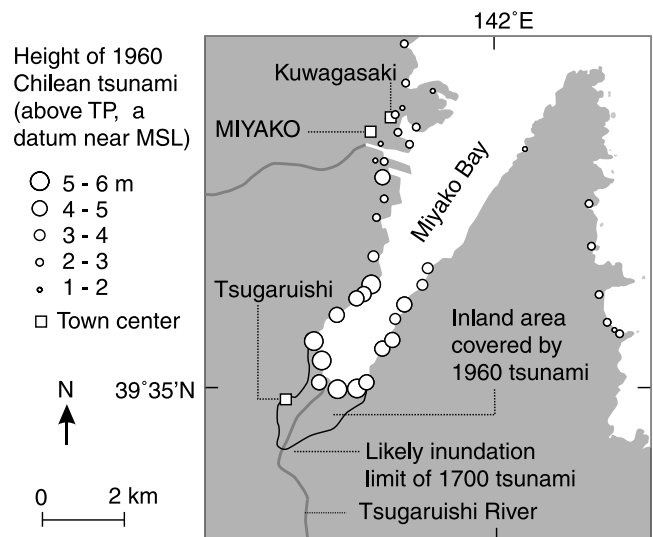 142°E
Height of 1960
Chilean tsunami
(above TP, a
datum near MSL)
5 - 6 m
4 - 5
3 - 4
2 - 3
1 - 2
Town center
N
0 2 km
39°35'N
Kuwagasaki
MIYAKO
Miyako Bay
Tsugaruishi
Inland area
covered by
1960 tsunami
Likely inundation
limit of 1700 tsunami
Tsugaruishi River